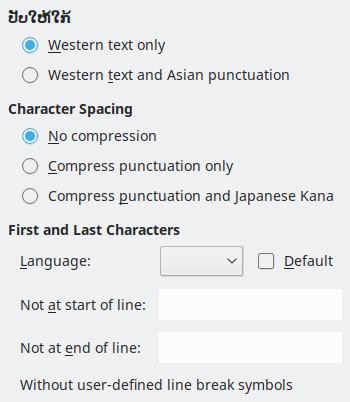 ປັບໃຫ້ໃກ້
Western text only
Western text and Asian punctuation
Character Spacing
No compression
Compress punctuation only
Compress punctuation and Japanese Kana
First and Last Characters
Language:
Default
Not at start of line:
Not at end of line:
Without user-defined line break symbols